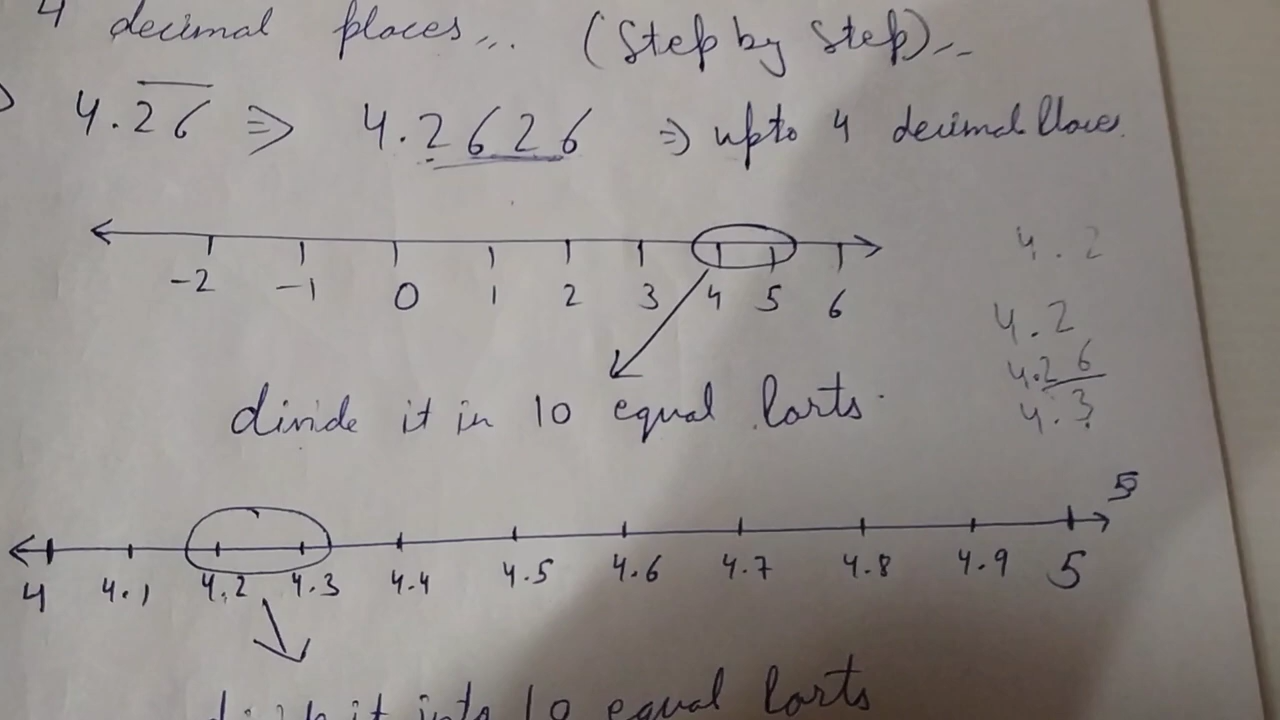 4 decimal places... (Step by Step)...
4.2̅6̅ ⇒ 4.2626 ⇒ upto 4 decimal places.
-2 -1 0 1 2 3 4 5 6
4.2
4.2
4.26
4.3
divide it in 10 equal parts.
5
4 4.1 4.2 4.3 4.4 4.5 4.6 4.7 4.8 4.9 5
divide it into 10 equal parts